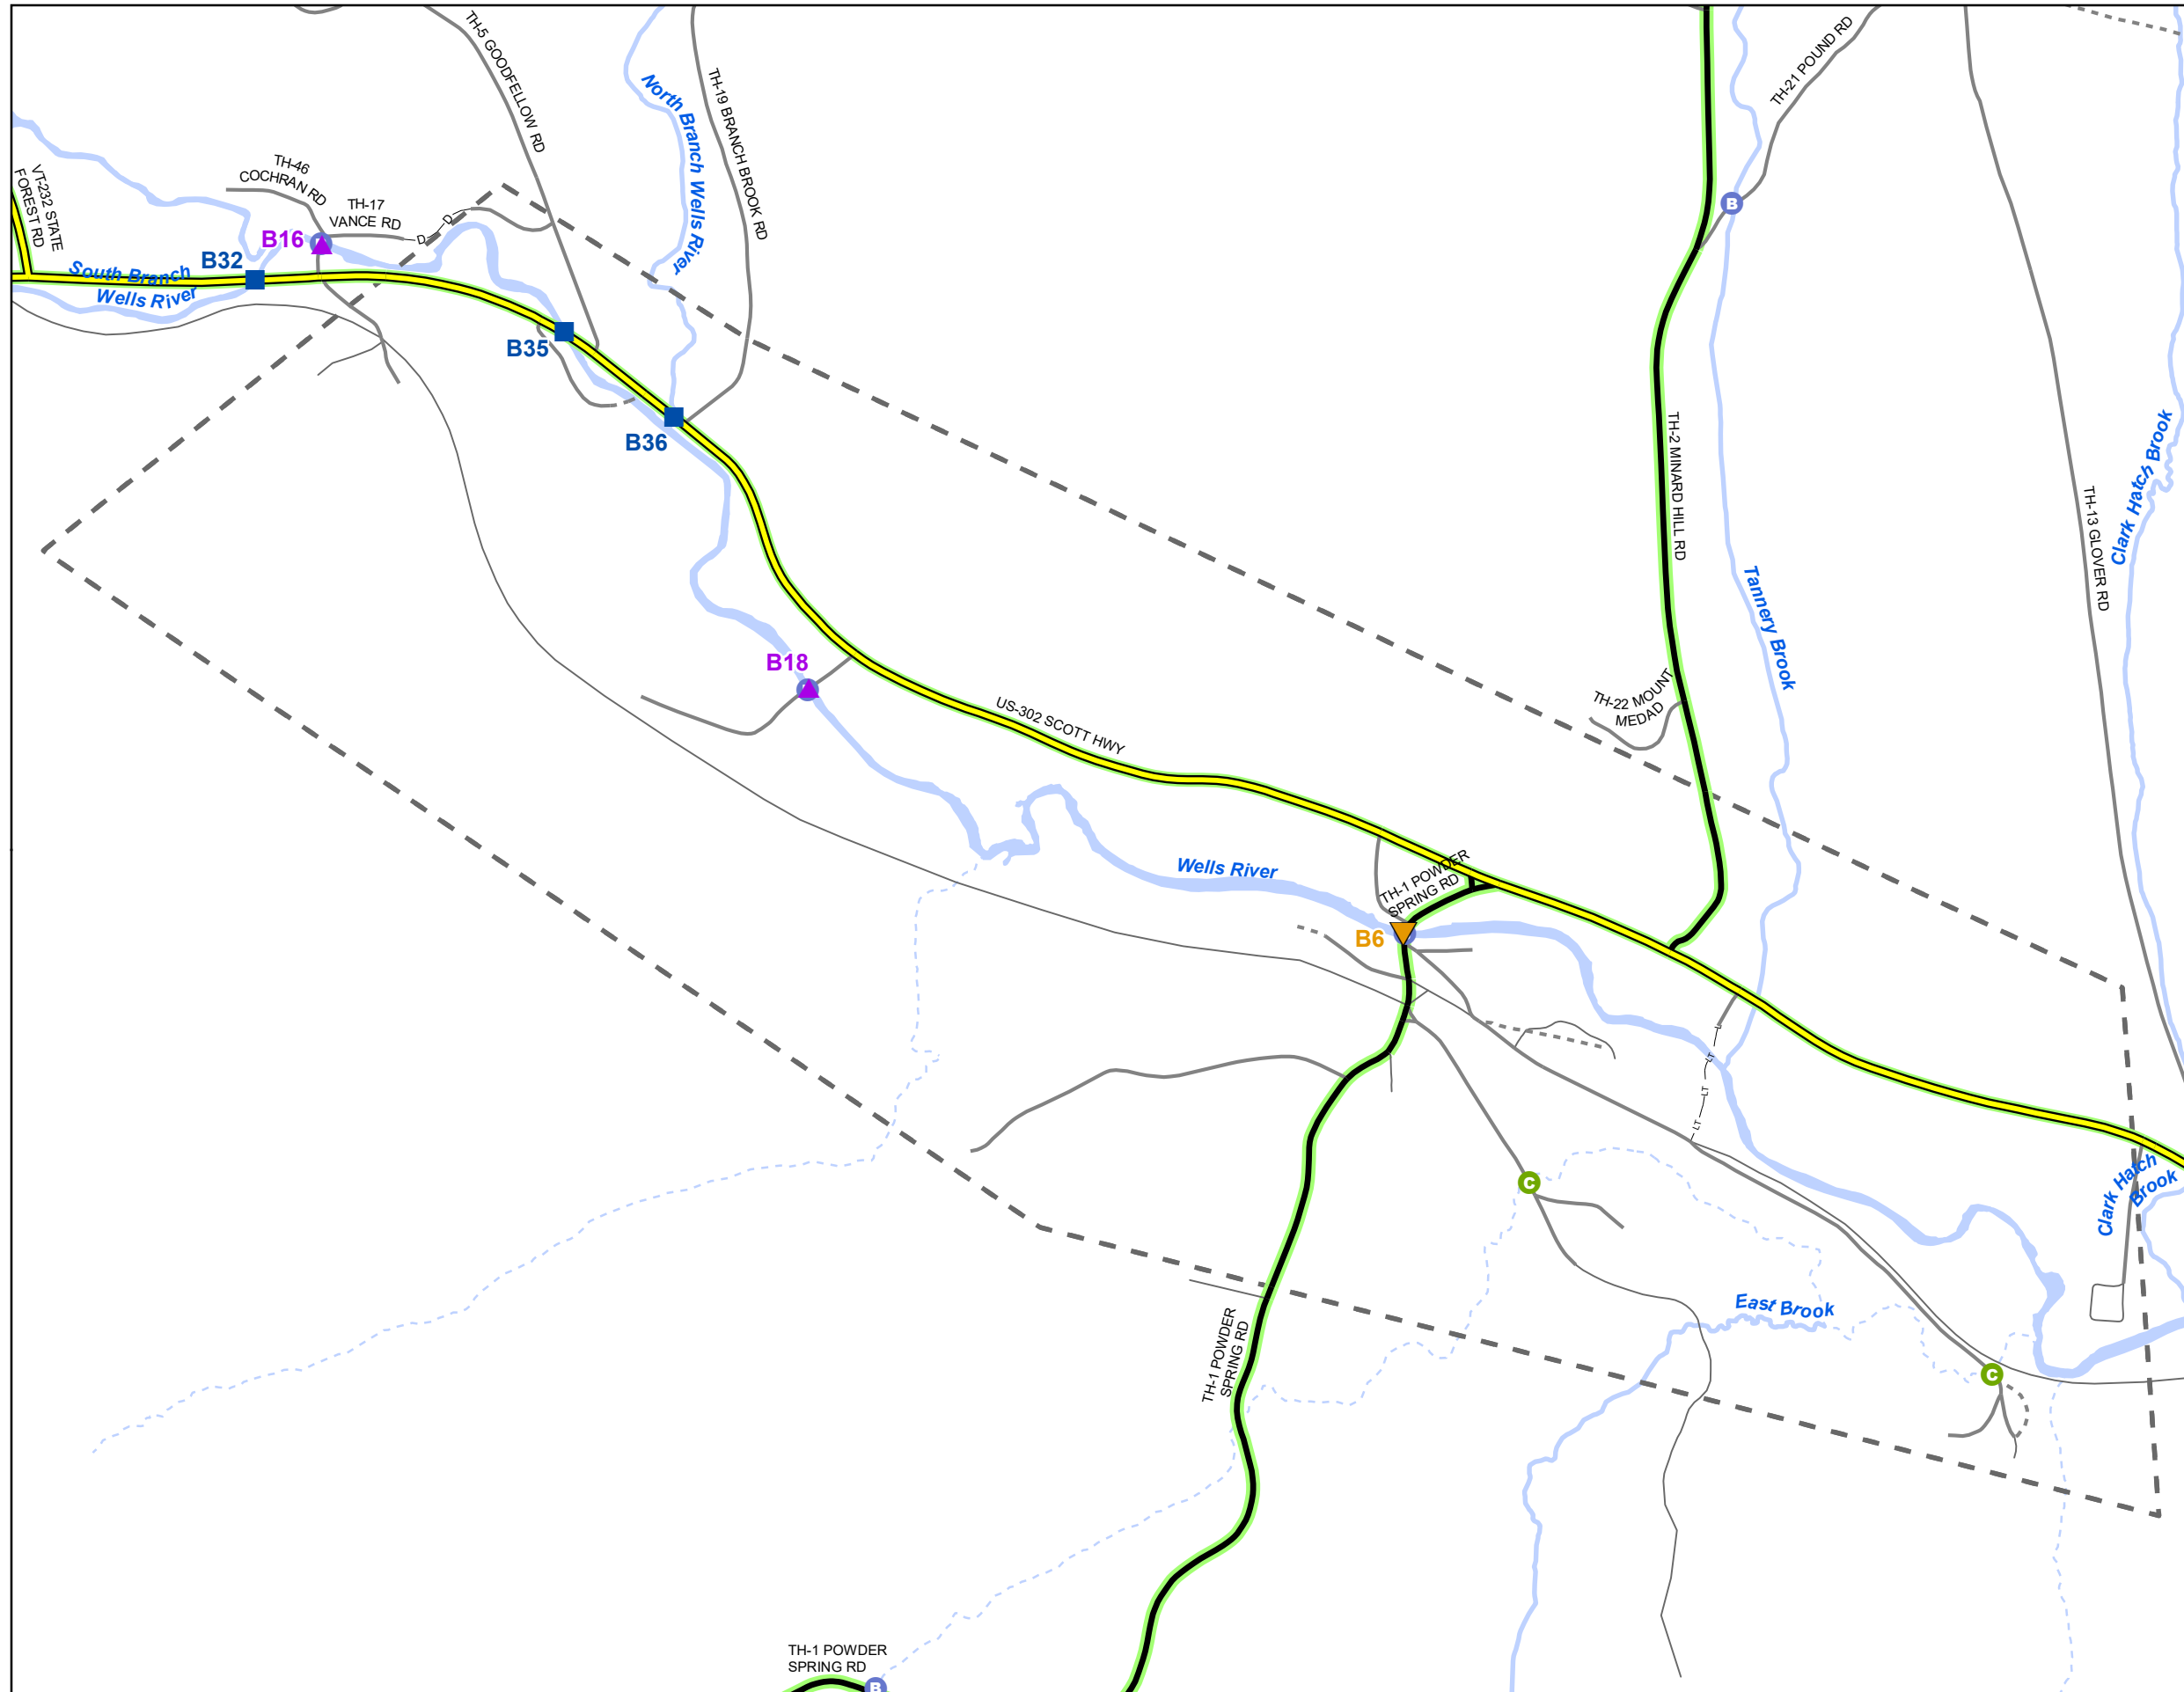 TH-5 GOODFELLOW RD
North Branch Wells
River
TH-19 BRANCH BROOK RD
TH-21 POUND RD
VT-232 STATE
FOREST RD
TH-46
COCHRAN RD
TH-17
VANCE RD
D
D
B16
B32
South Branch
Wells River
B35
B36
B
TH-2 MINARD HILL RD
TH-13 GLOVER RD
Clark Hatch Brook
Tannery Brook
B18
TH-22 MOUNT
MEDAD
US-302 SCOTT HWY
Wells River
TH-1 POWDER
SPRING RD
B6
LT
LT
LT
C
Clark Hatch
Brook
East Brook
TH-1 POWDER
SPRING RD
C
TH-1 POWDER
SPRING RD
B